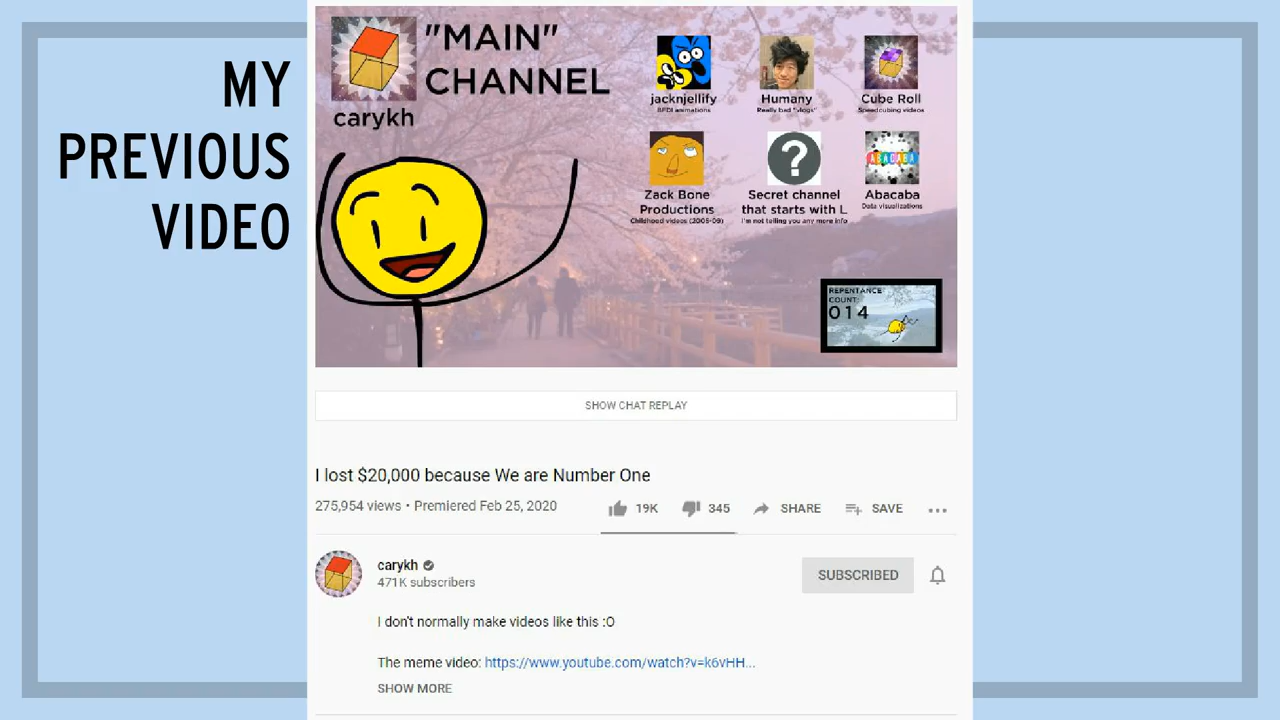 MY
PREVIOUS
VIDEO
"MAIN"
CHANNEL
carykh
jacknjellify
BFDI animations
Humany
Really bad "vlogs"
Cube Roll
Speedcubing videos
Zack Bone
Productions
Childhood videos (2005-09)
Secret channel
that starts with L
I'm not telling you any more info
ABACABA
Abacaba
Data visualizations
REPENTANCE
COUNT:
014
SHOW CHAT REPLAY
I lost $20,000 because We are Number One
275,954 views • Premiered Feb 25, 2020
19K
345
SHARE
SAVE
carykh
471K subscribers
SUBSCRIBED
I don't normally make videos like this :O
The meme video: https://www.youtube.com/watch?v=k6vHH...
SHOW MORE